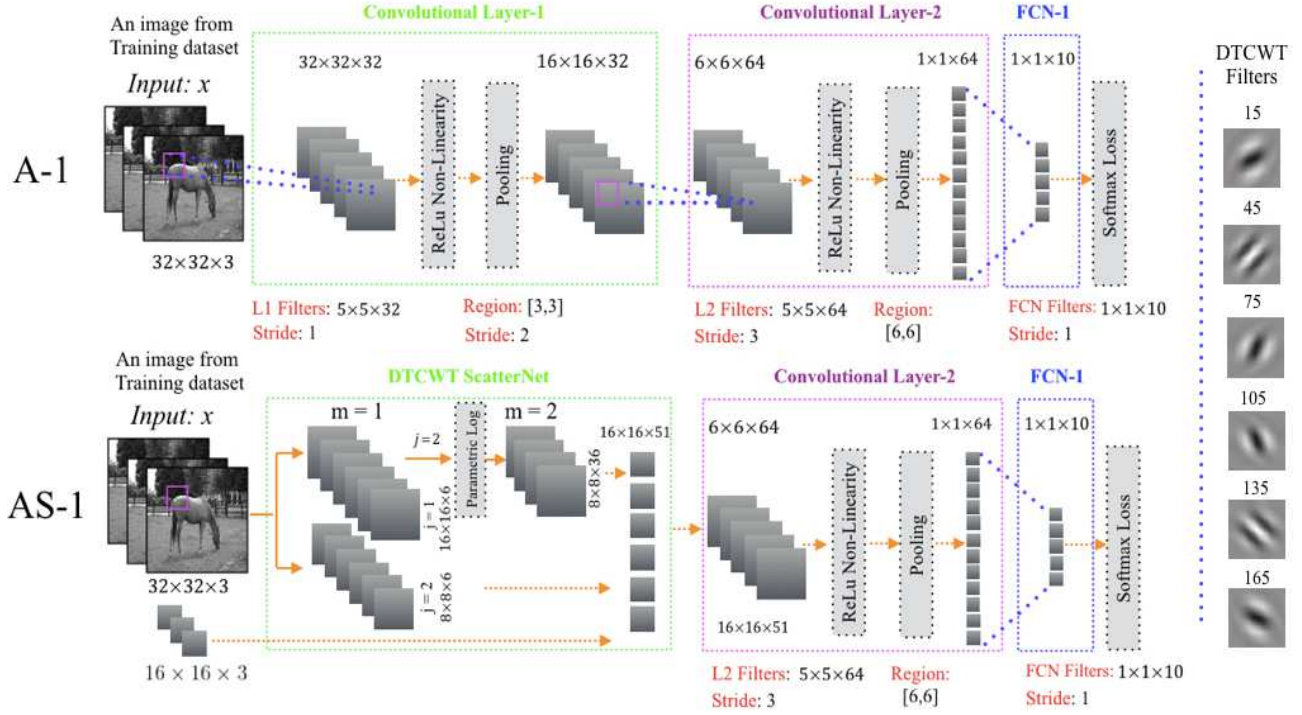 An image from
Training dataset
Input: x
A-1
32×32×3
Convolutional Layer-1
32×32×32
ReLu Non-Linearity
Pooling
16×16×32
L1 Filters: 5×5×32
Stride: 1
Region: [3,3]
Stride: 2
Convolutional Layer-2
6×6×64
ReLu Non-Linearity
Pooling
1×1×64
L2 Filters: 5×5×64
Stride: 3
Region:
[6,6]
FCN-1
1×1×10
Softmax Loss
FCN Filters: 1×1×10
Stride: 1
An image from
Training dataset
Input: x
AS-1
32×32×3
16 × 16 × 3
DTCWT ScatterNet
m = 1
j=2
Parametric Log
m = 2
j = 1
16×16×6
j = 2
8×8×6
8×8×36
16×16×51
Convolutional Layer-2
6×6×64
16×16×51
ReLu Non-Linearity
Pooling
1×1×64
L2 Filters: 5×5×64
Stride: 3
Region:
[6,6]
FCN-1
1×1×10
Softmax Loss
FCN Filters: 1×1×10
Stride: 1
DTCWT
Filters
15
45
75
105
135
165